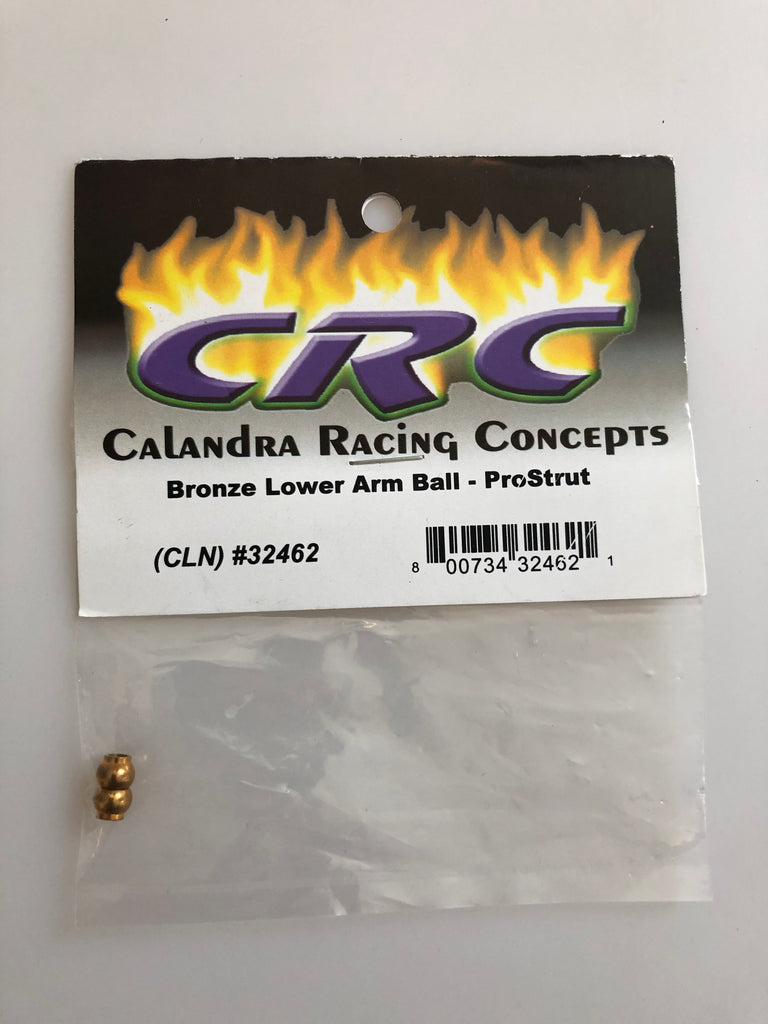 CRC
Calandra Racing Concepts
Bronze Lower Arm Ball - ProStrut
(CLN) #32462
8 00734 32462 1